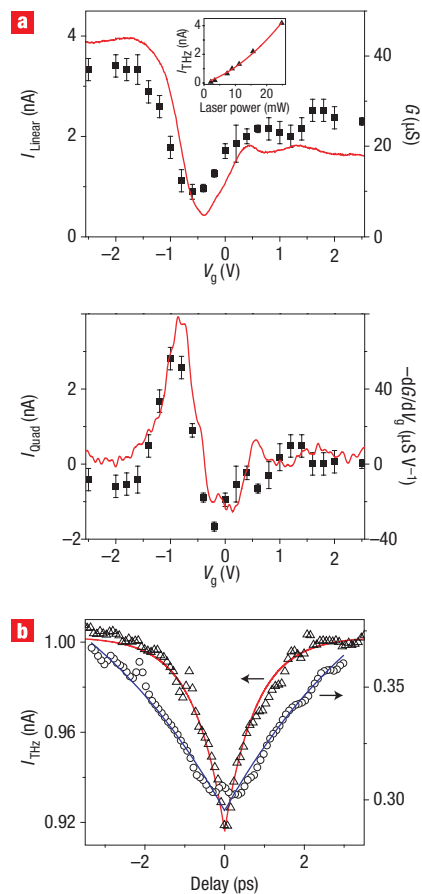 a
I_Linear (nA)
4
2
0
I_THz (nA)
4
2
0
0 10 20
Laser power (mW)
G (μS)
40
20
0
−2 −1 0 1 2
V_g (V)
I_Quad (nA)
2
0
−2
−dG/dV_g (μS V⁻¹)
40
0
−40
−2 −1 0 1 2
V_g (V)
b
I_THz (nA)
1.00
0.96
0.92
0.35
0.30
−2 0 2
Delay (ps)